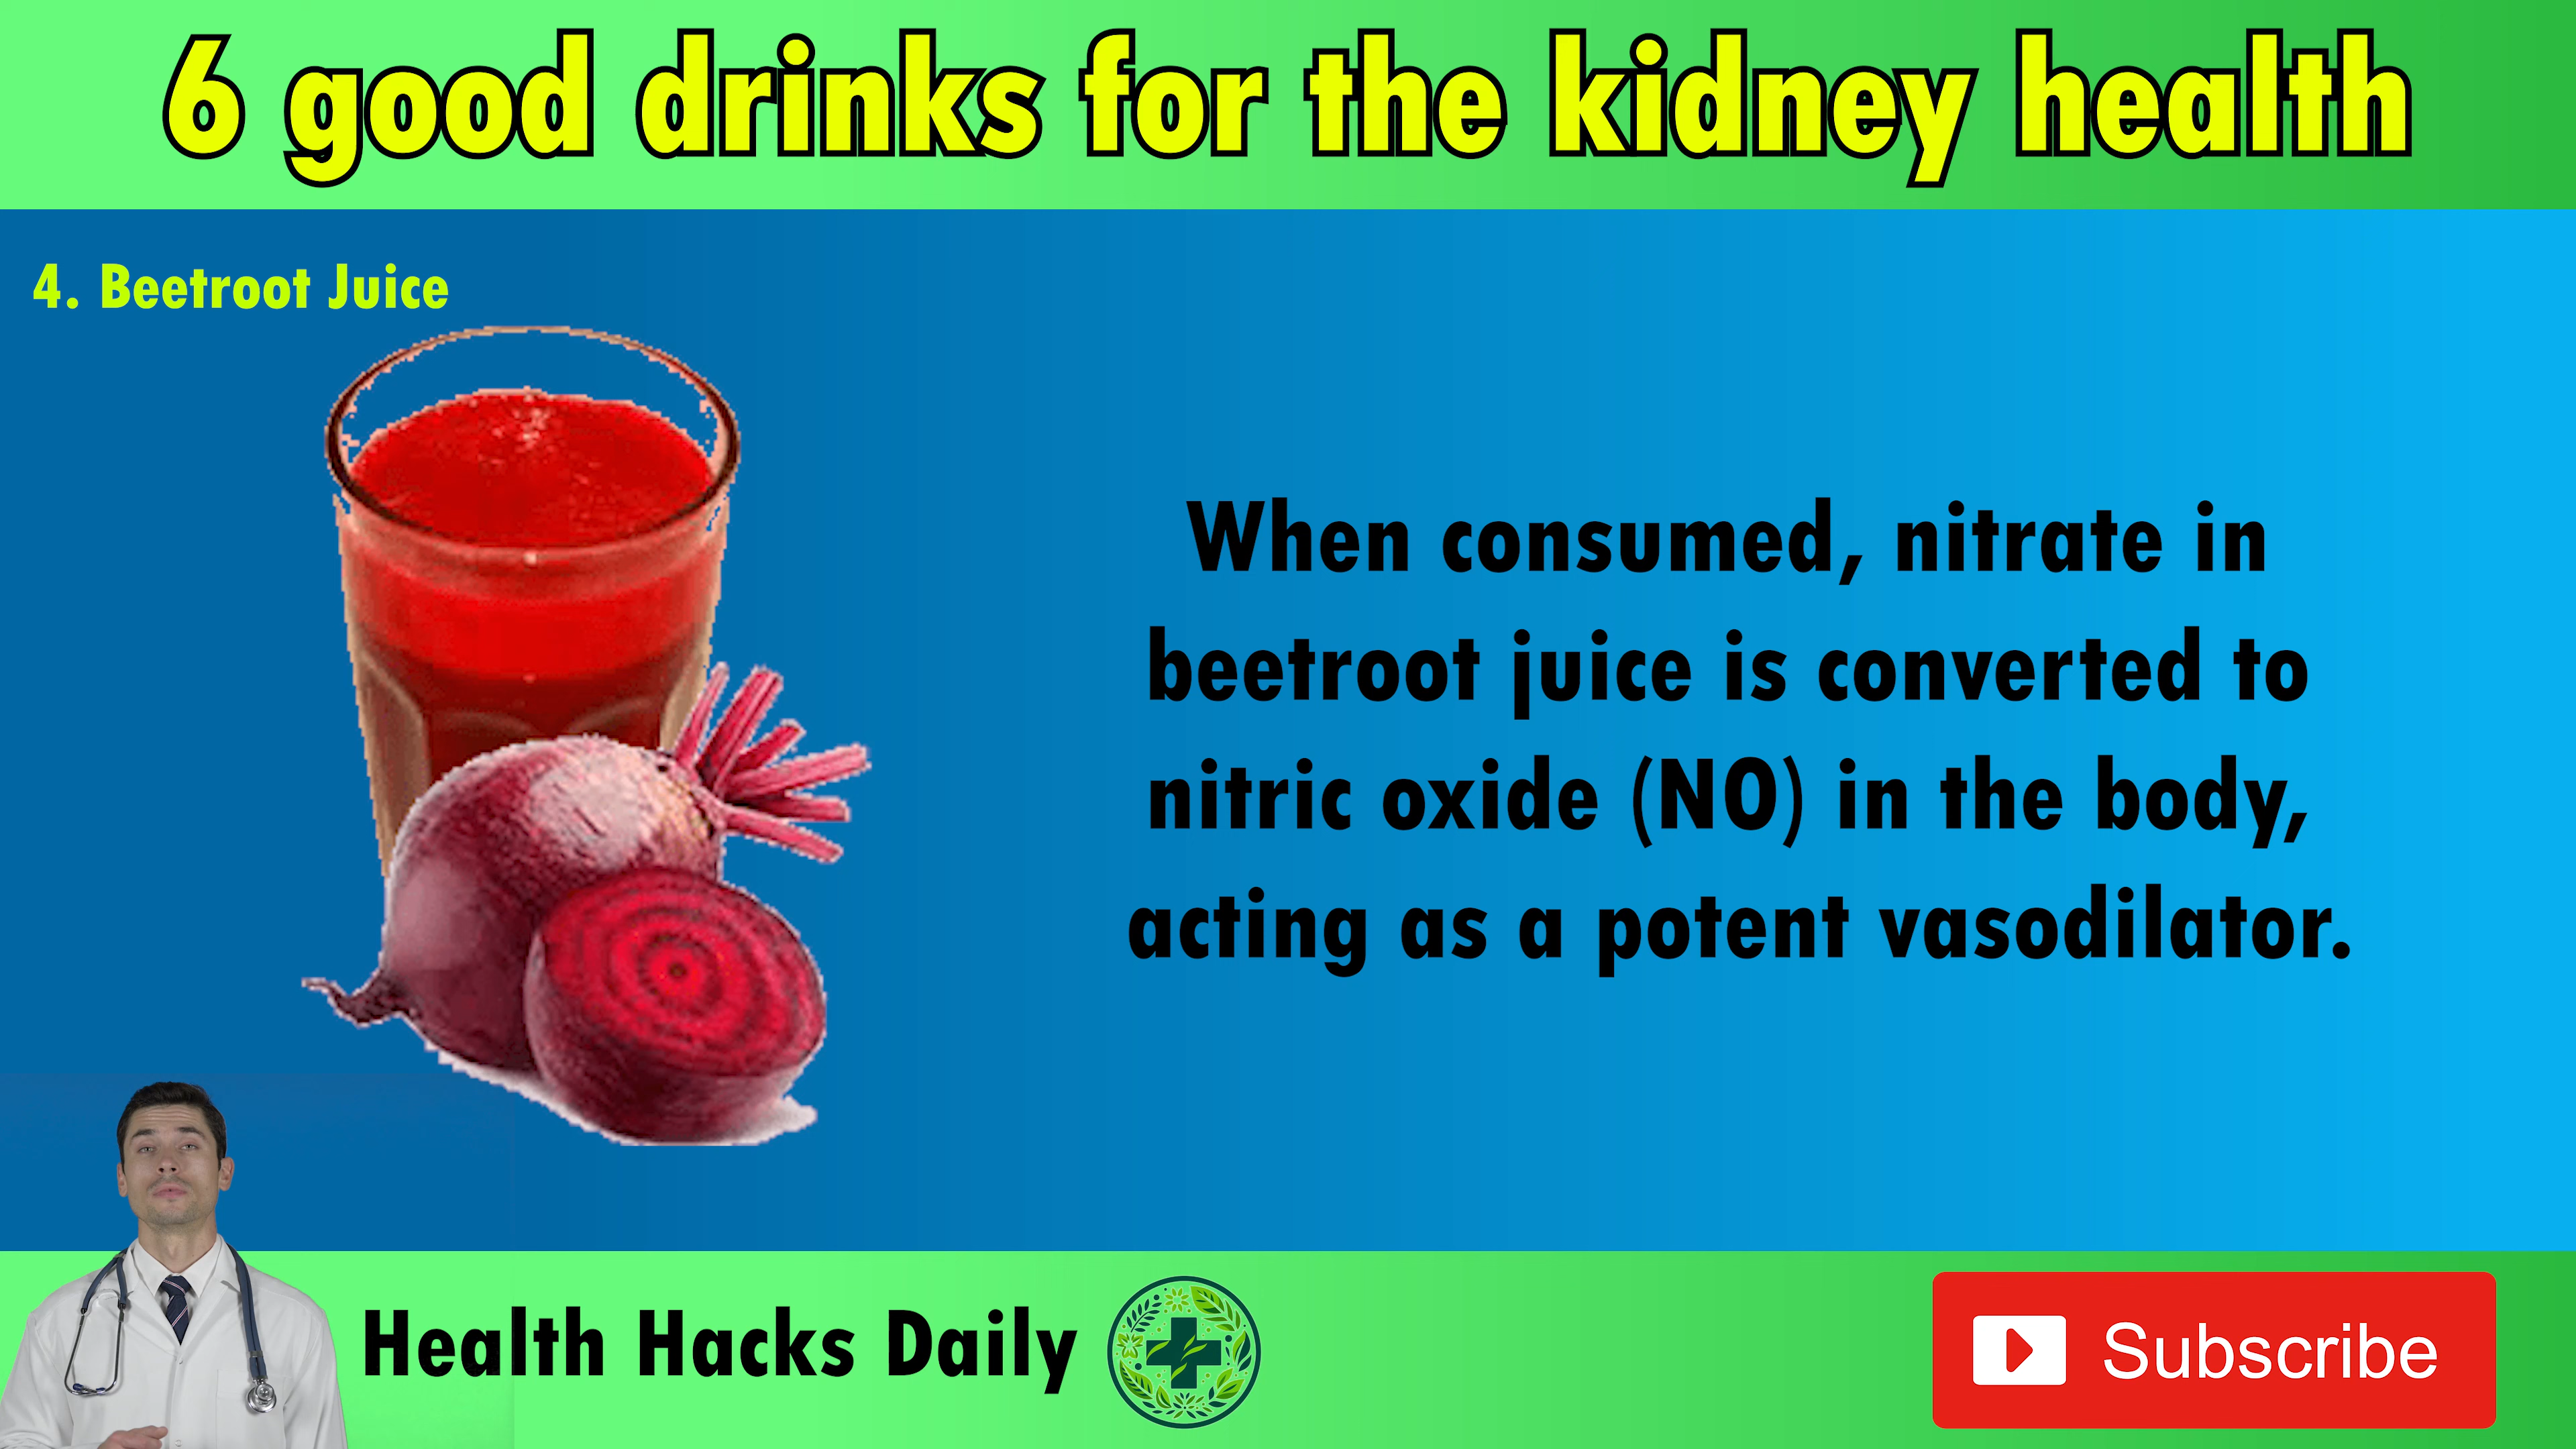 6 good drinks for the kidney health
4. Beetroot Juice
When consumed, nitrate in
beetroot juice is converted to
nitric oxide (NO) in the body,
acting as a potent vasodilator.
Health Hacks Daily
Subscribe